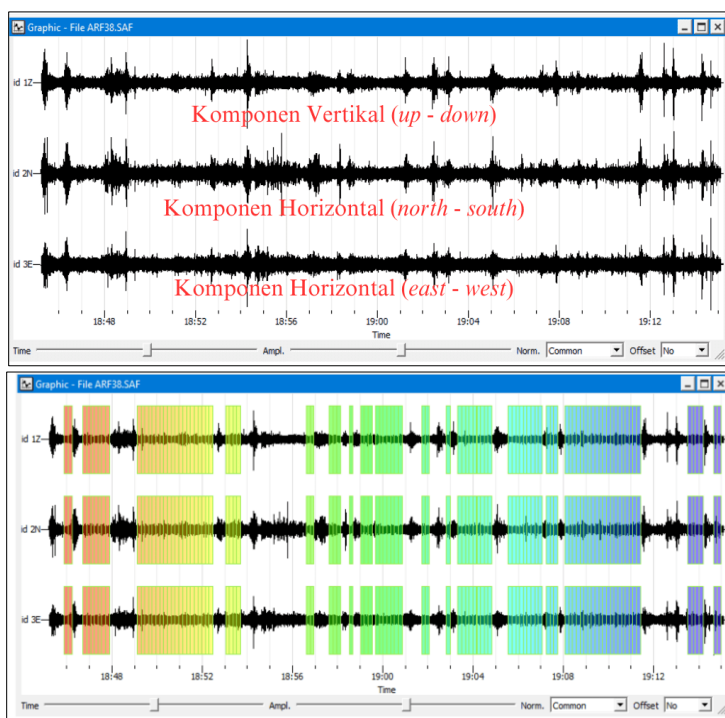 Graphic - File ARF38.SAF
id 1Z
Komponen Vertikal (up - down)
id 2N
Komponen Horizontal (north - south)
id 3E
Komponen Horizontal (east - west)
18:48 18:52 18:56 19:00 19:04 19:08 19:12
Time
Time Ampl. Norm. Common Offset No
Graphic - File ARF38.SAF
id 1Z
id 2N
id 3E
18:48 18:52 18:56 19:00 19:04 19:08 19:12
Time
Time Ampl. Norm. Common Offset No